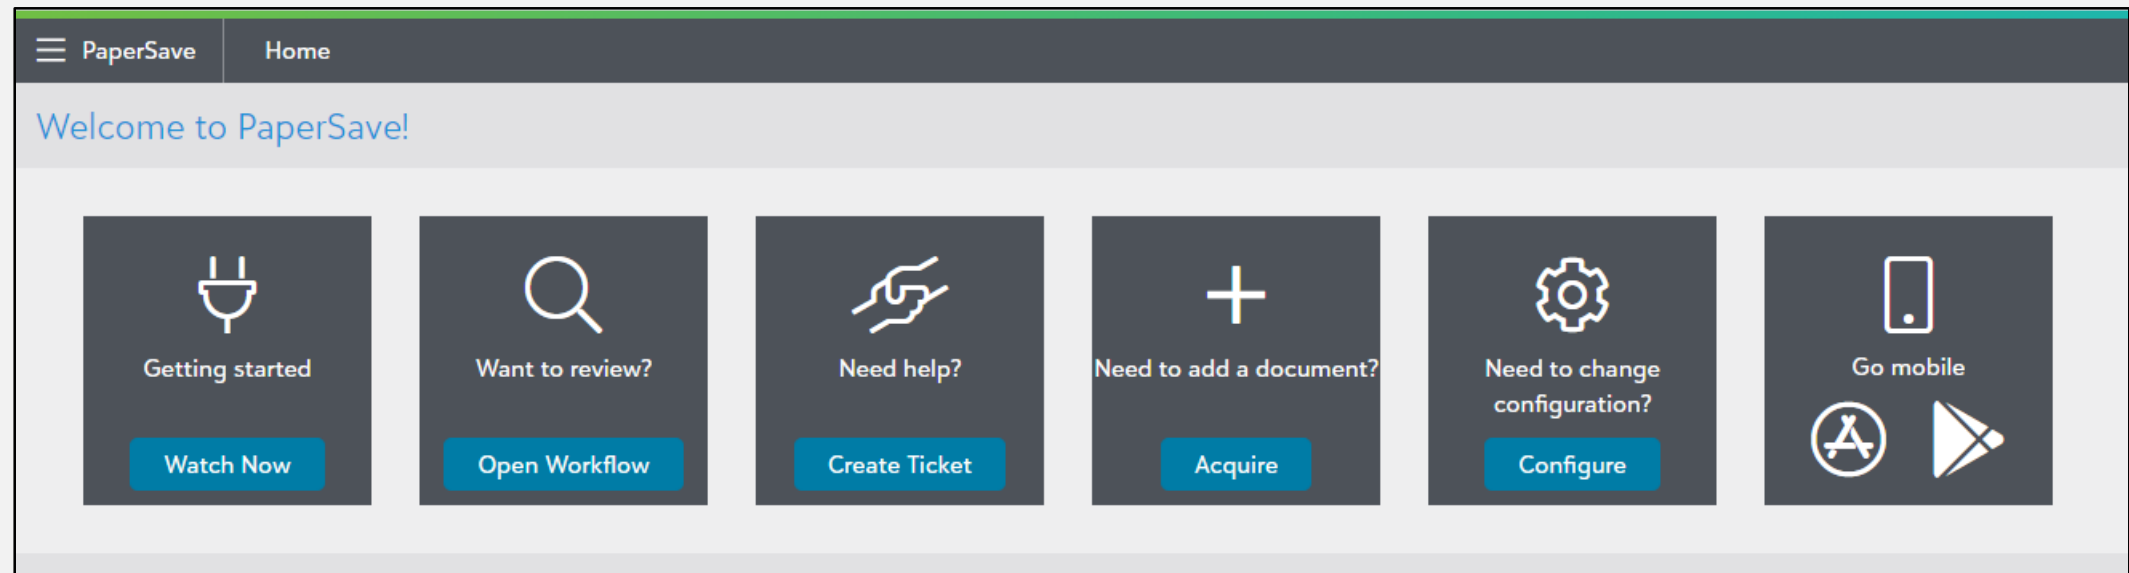 PaperSave
Home
Welcome to PaperSave!
Getting started
Watch Now
Want to review?
Open Workflow
Need help?
Create Ticket
Need to add a document?
Acquire
Need to change
configuration?
Configure
Go mobile